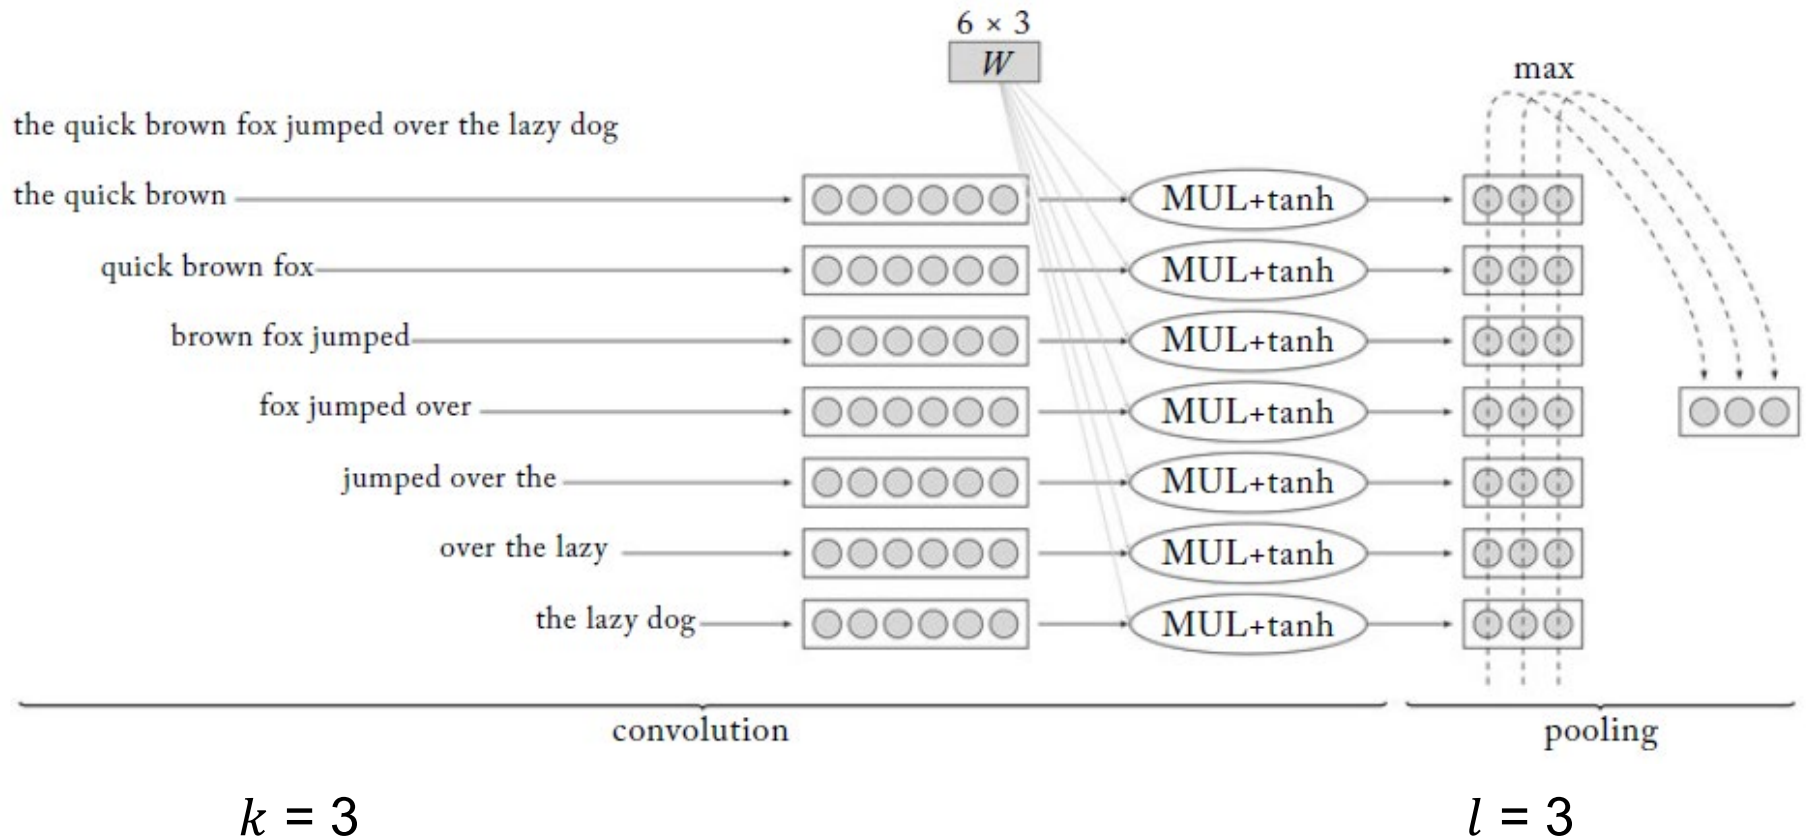 6 × 3
W
max
the quick brown fox jumped over the lazy dog
the quick brown MUL+tanh
quick brown fox MUL+tanh
brown fox jumped MUL+tanh
fox jumped over MUL+tanh
jumped over the MUL+tanh
over the lazy MUL+tanh
the lazy dog MUL+tanh
convolution pooling
k = 3 l = 3